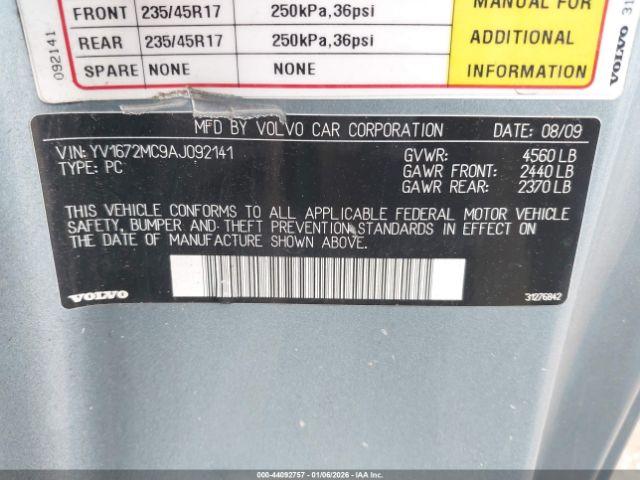 FRONT 235/45R17 250kPa,36psi
REAR 235/45R17 250kPa,36psi
SPARE NONE NONE
MANUAL FOR
ADDITIONAL
INFORMATION
092141
VOLVO
MFD BY VOLVO CAR CORPORATION DATE: 08/09
VIN: YV1672MC9AJ092141 GVWR: 4560 LB
TYPE: PC GAWR FRONT: 2440 LB
GAWR REAR: 2370 LB
THIS VEHICLE CONFORMS TO ALL APPLICABLE FEDERAL MOTOR VEHICLE
SAFETY, BUMPER AND THEFT PREVENTION STANDARDS IN EFFECT ON
THE DATE OF MANUFACTURE SHOWN ABOVE.
VOLVO 31276842
000-44092757 - 01/06/2026 - IAAI.CA